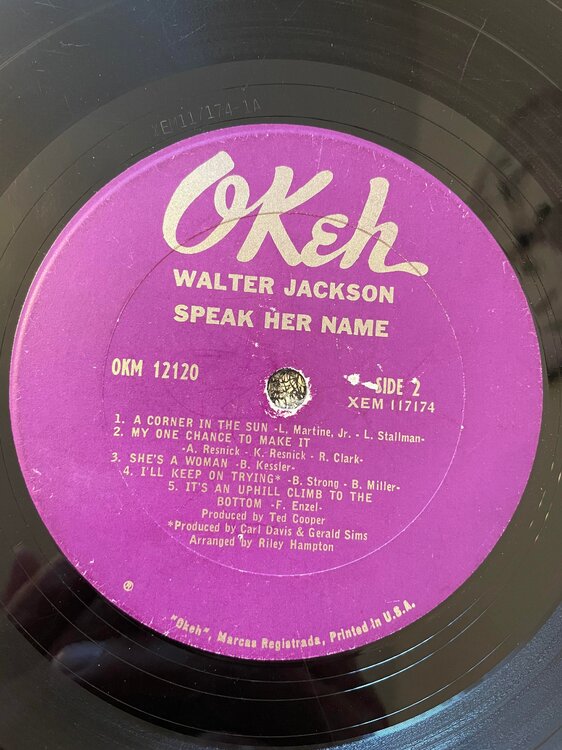 XEM117174-1A
OKeh
WALTER JACKSON
SPEAK HER NAME
OKM 12120
SIDE 2
XEM 117174
1. A CORNER IN THE SUN -L. Martine, Jr. - L. Stallman-
2. MY ONE CHANCE TO MAKE IT
-A. Resnick - K. Resnick - R. Clark-
3. SHE'S A WOMAN -B. Kessler-
4. I'LL KEEP ON TRYING* -B. Strong - B. Miller-
5. IT'S AN UPHILL CLIMB TO THE
BOTTOM -F. Enzel-
Produced by Ted Cooper
*Produced by Carl Davis & Gerald Sims
Arranged by Riley Hampton
®
"Okeh", Marcas Registrada, Printed in U.S.A.